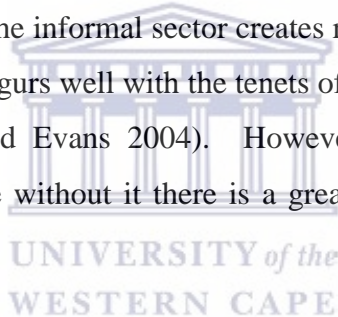 he informal sector creates
gurs well with the tenets of
d Evans 2004). Howeve
without it there is a grea
UNIVERSITY of the
WESTERN CAPE